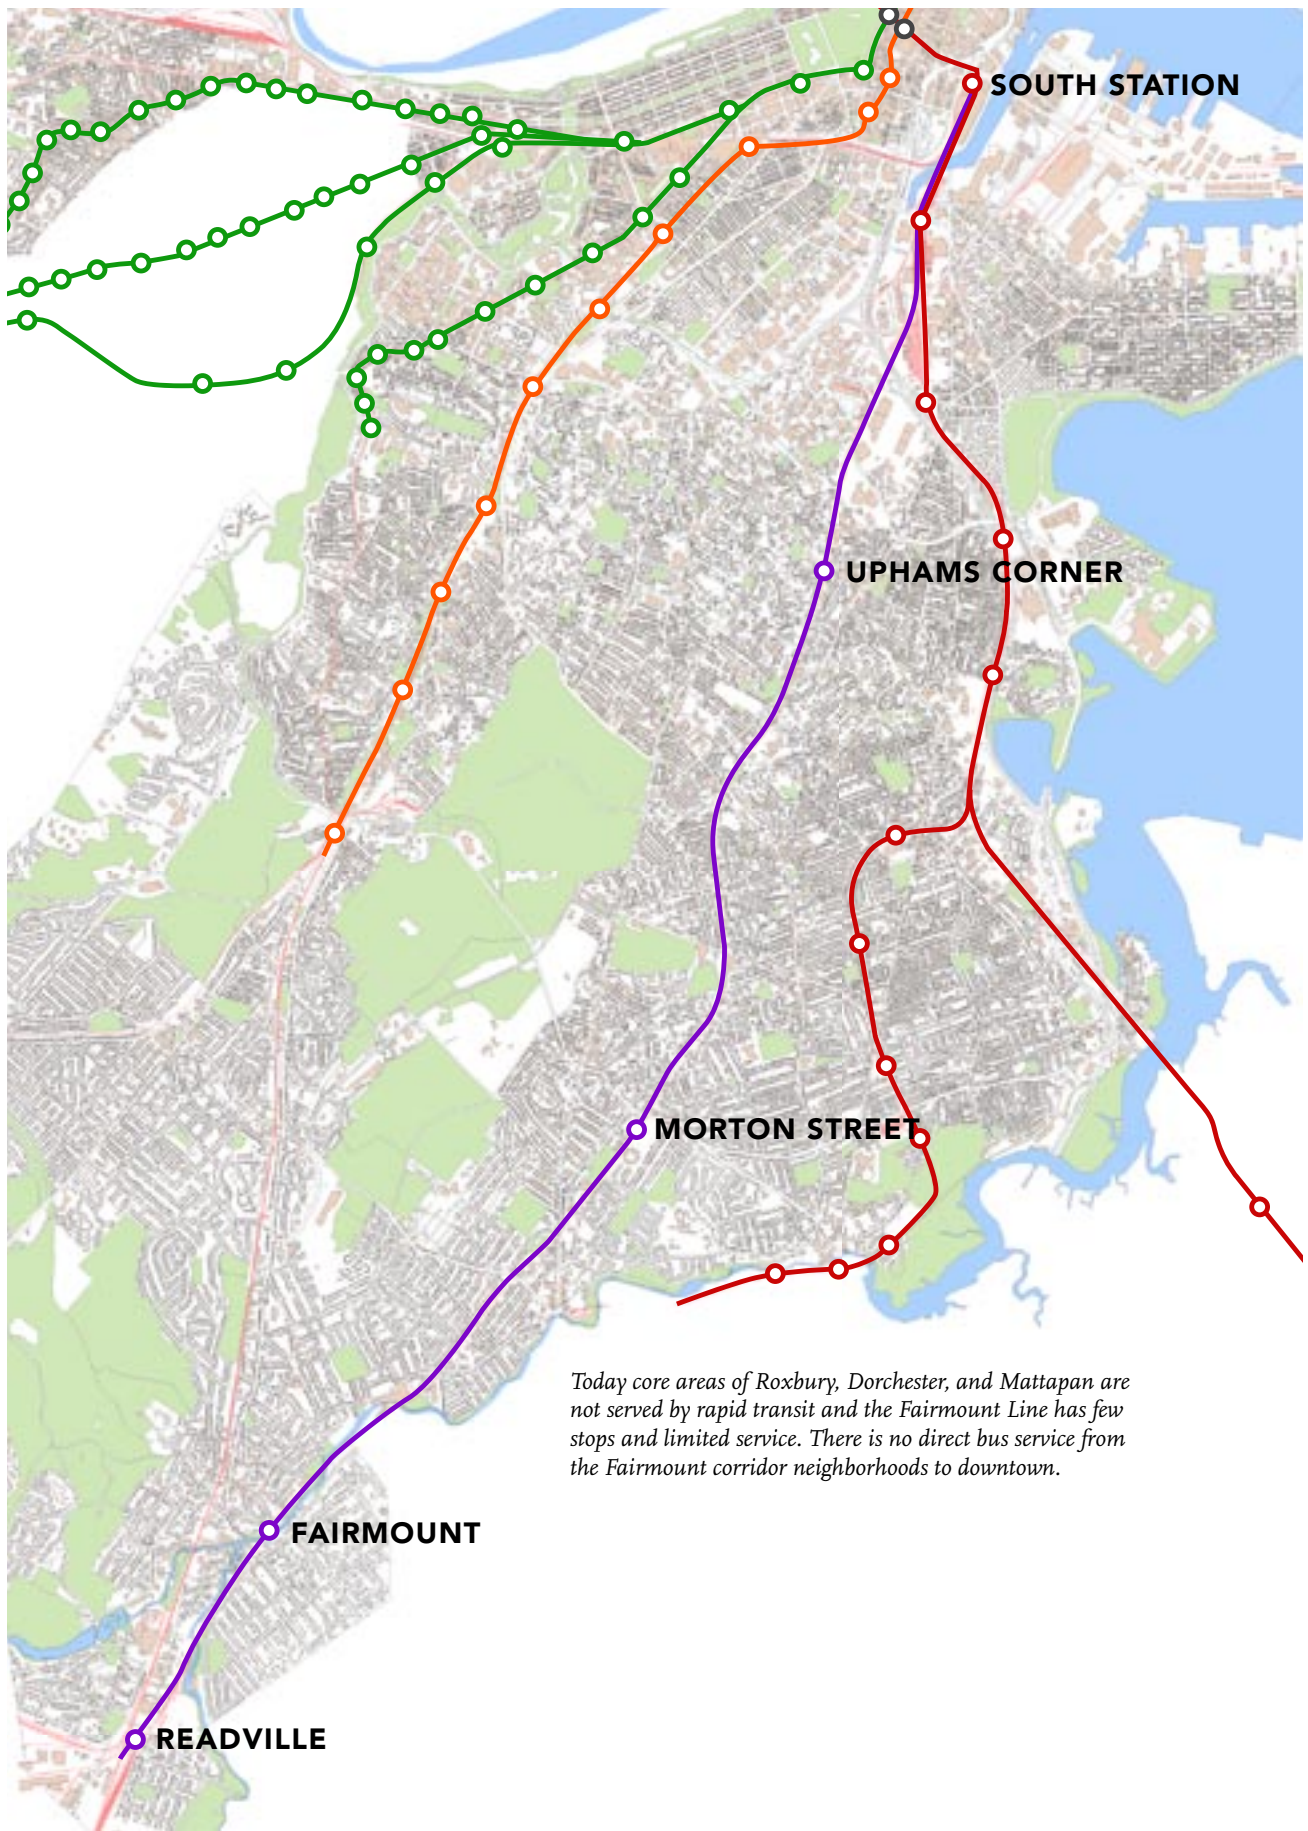 SOUTH STATION
UPHAMS CORNER
MORTON STREET
Today core areas of Roxbury, Dorchester, and Mattapan are
not served by rapid transit and the Fairmount Line has few
stops and limited service. There is no direct bus service from
the Fairmount corridor neighborhoods to downtown.
FAIRMOUNT
READVILLE